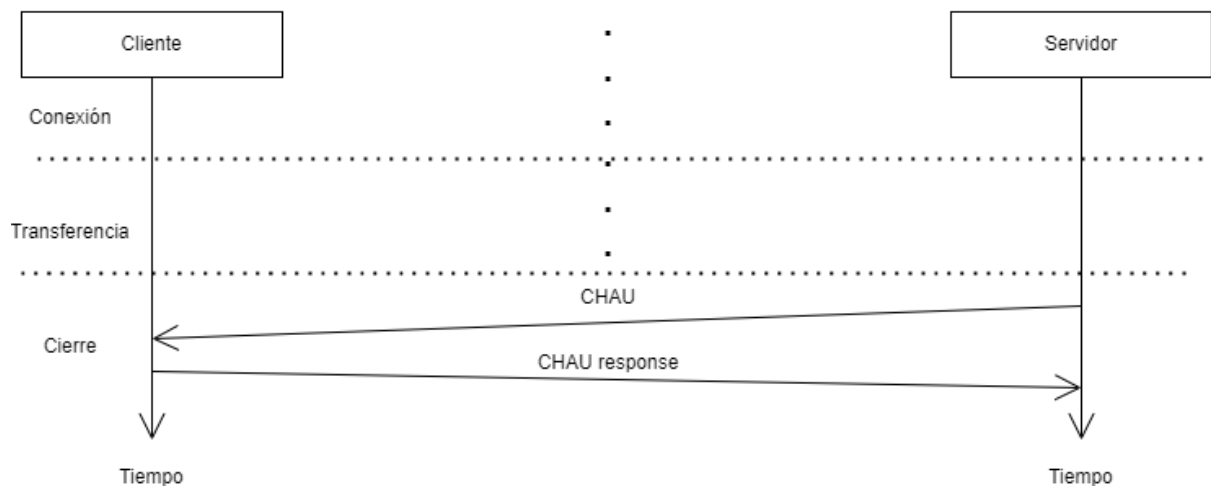 Cliente
Servidor
Conexión
Transferencia
CHAU
Cierre
CHAU response
Tiempo
Tiempo